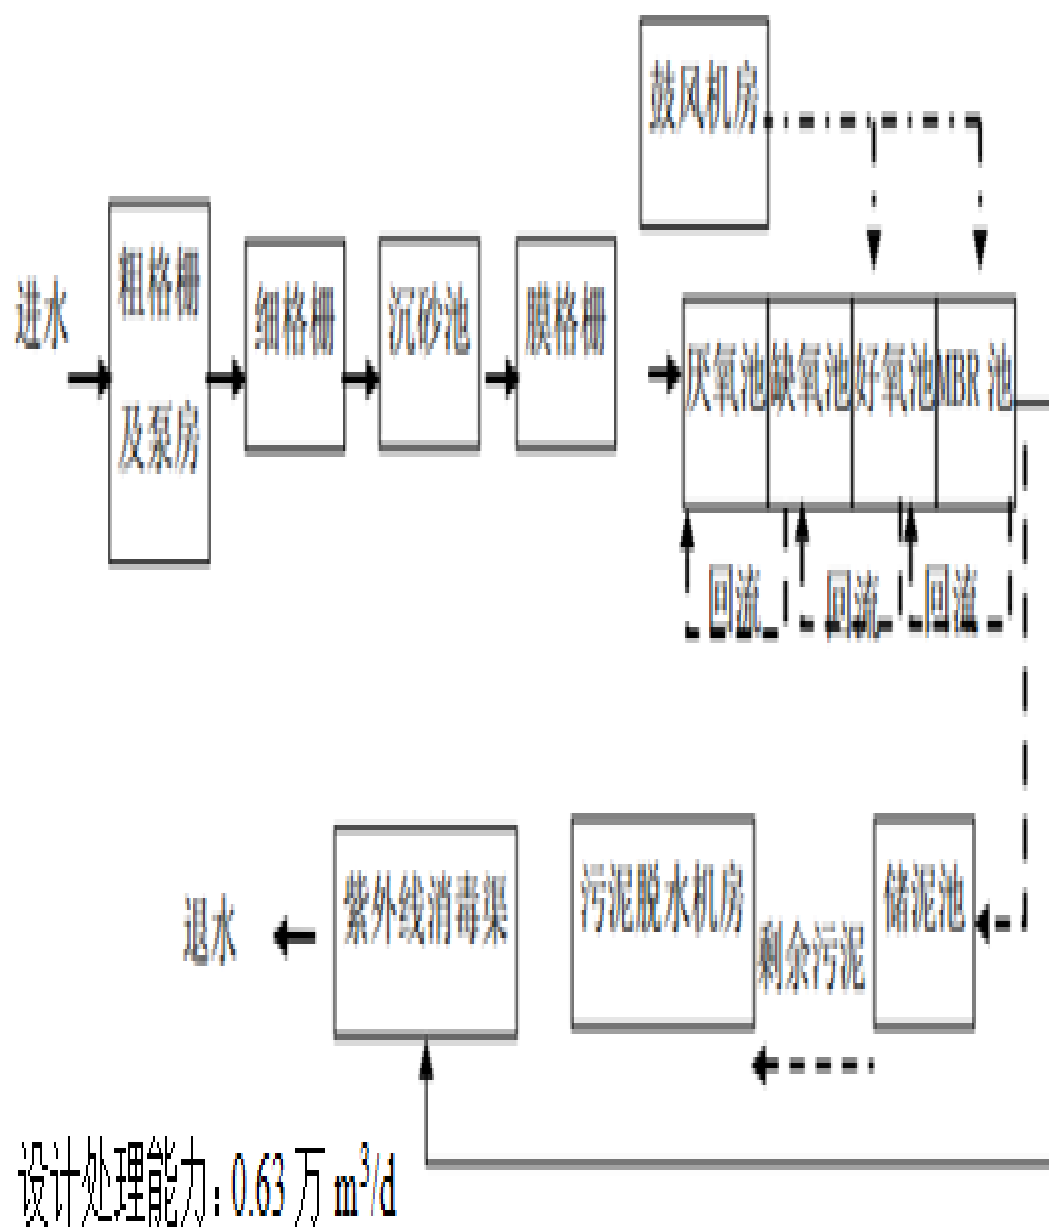 鼓风机房
进水
粗格栅
及泵房
细格栅
沉砂池
膜格栅
厌氧池
缺氧池
好氧池
MBR 池
回流
回流
回流
退水
紫外线消毒渠
污泥脱水机房
剩余污泥
储泥池
设计处理能力：0.63 万 m³/d